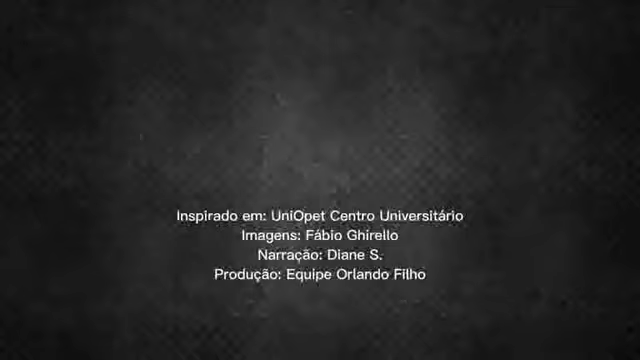 Inspirado em: UniOpet Centro Universitário
Imagens: Fábio Ghirello
Narração: Diane S.
Produção: Equipe Orlando Filho